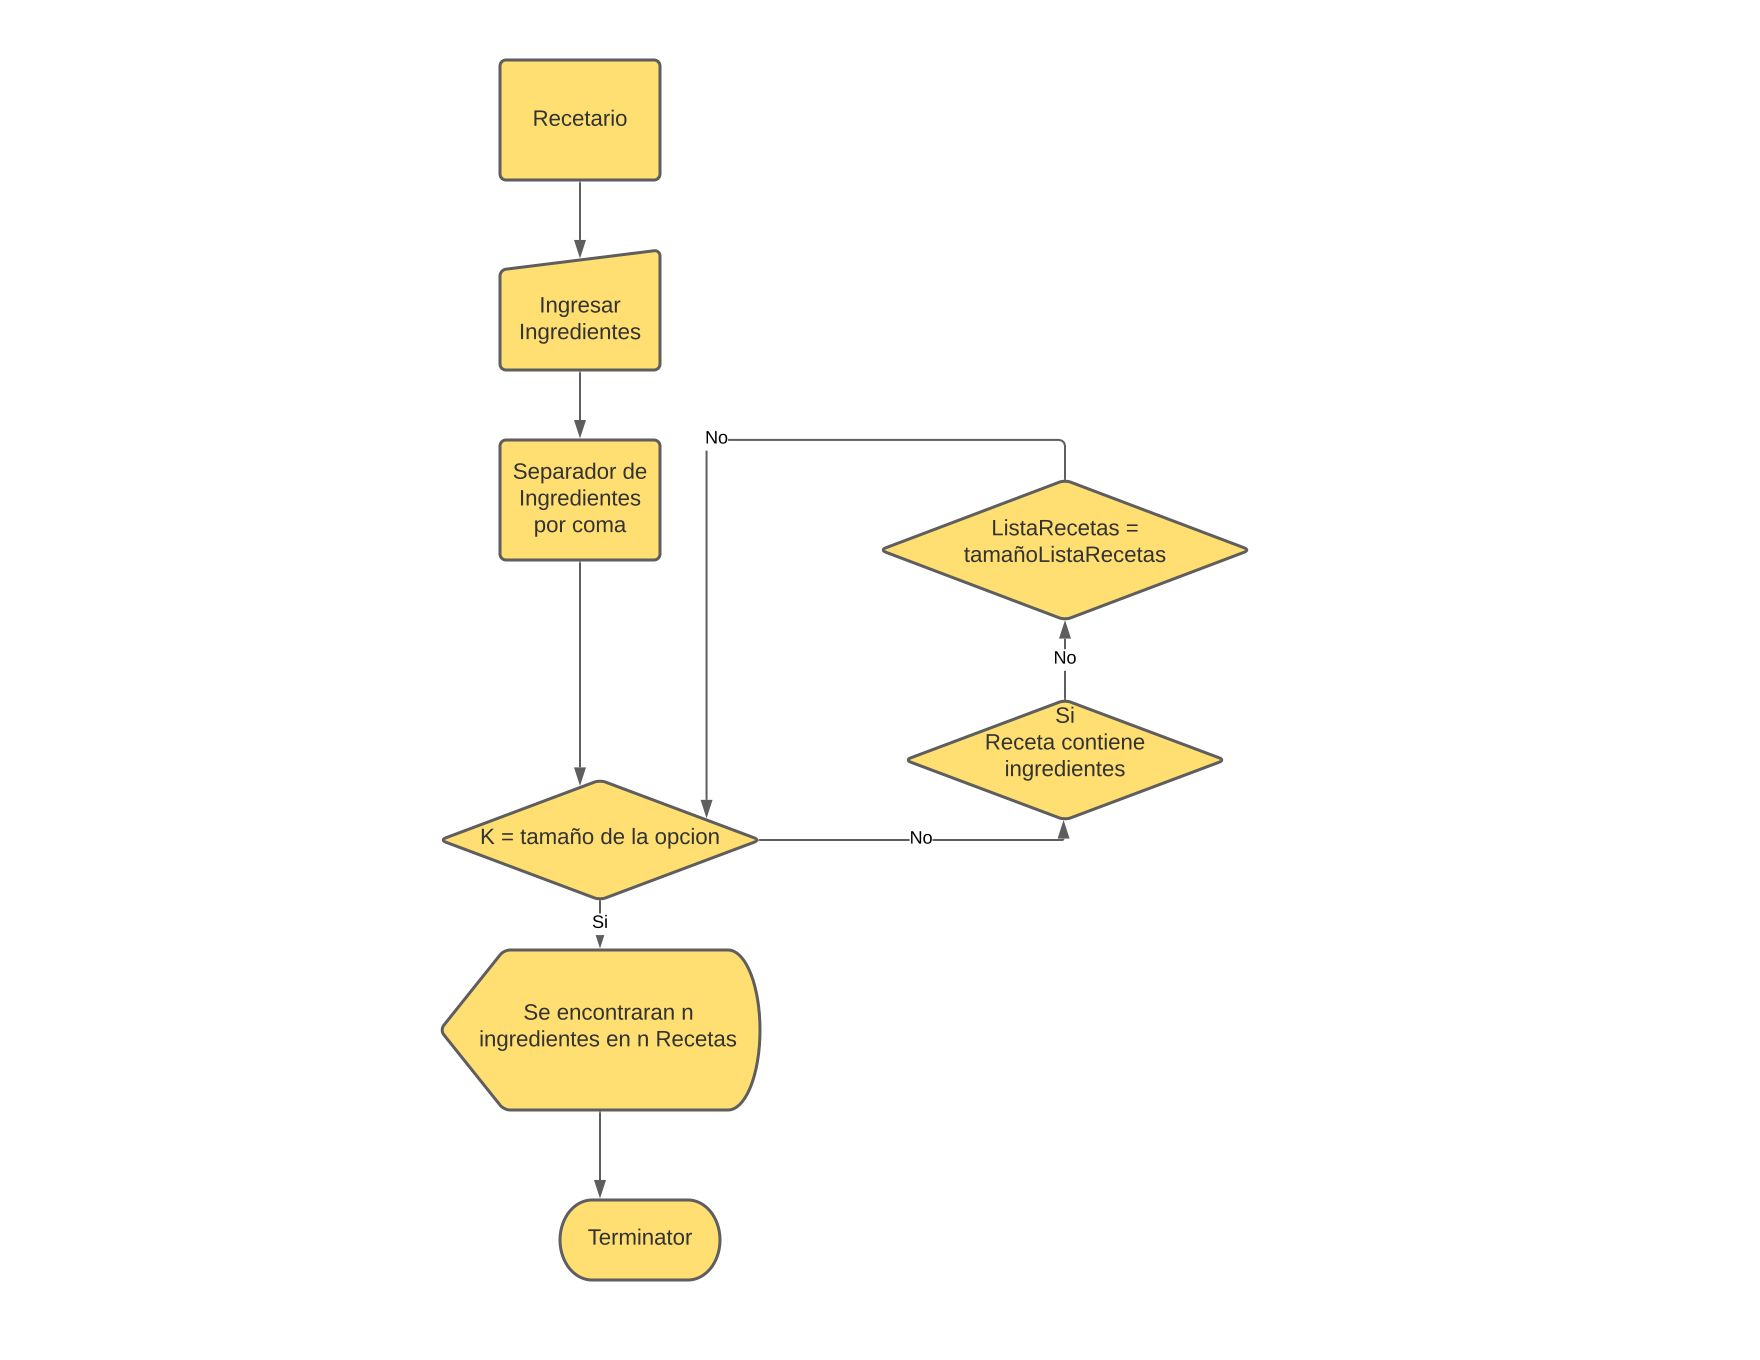 Recetario
Ingresar
Ingredientes
Separador de
Ingredientes
por coma
No
ListaRecetas =
tamañoListaRecetas
No
Si
Receta contiene
ingredientes
K = tamaño de la opcion
No
Si
Se encontraran n
ingredientes en n Recetas
Terminator